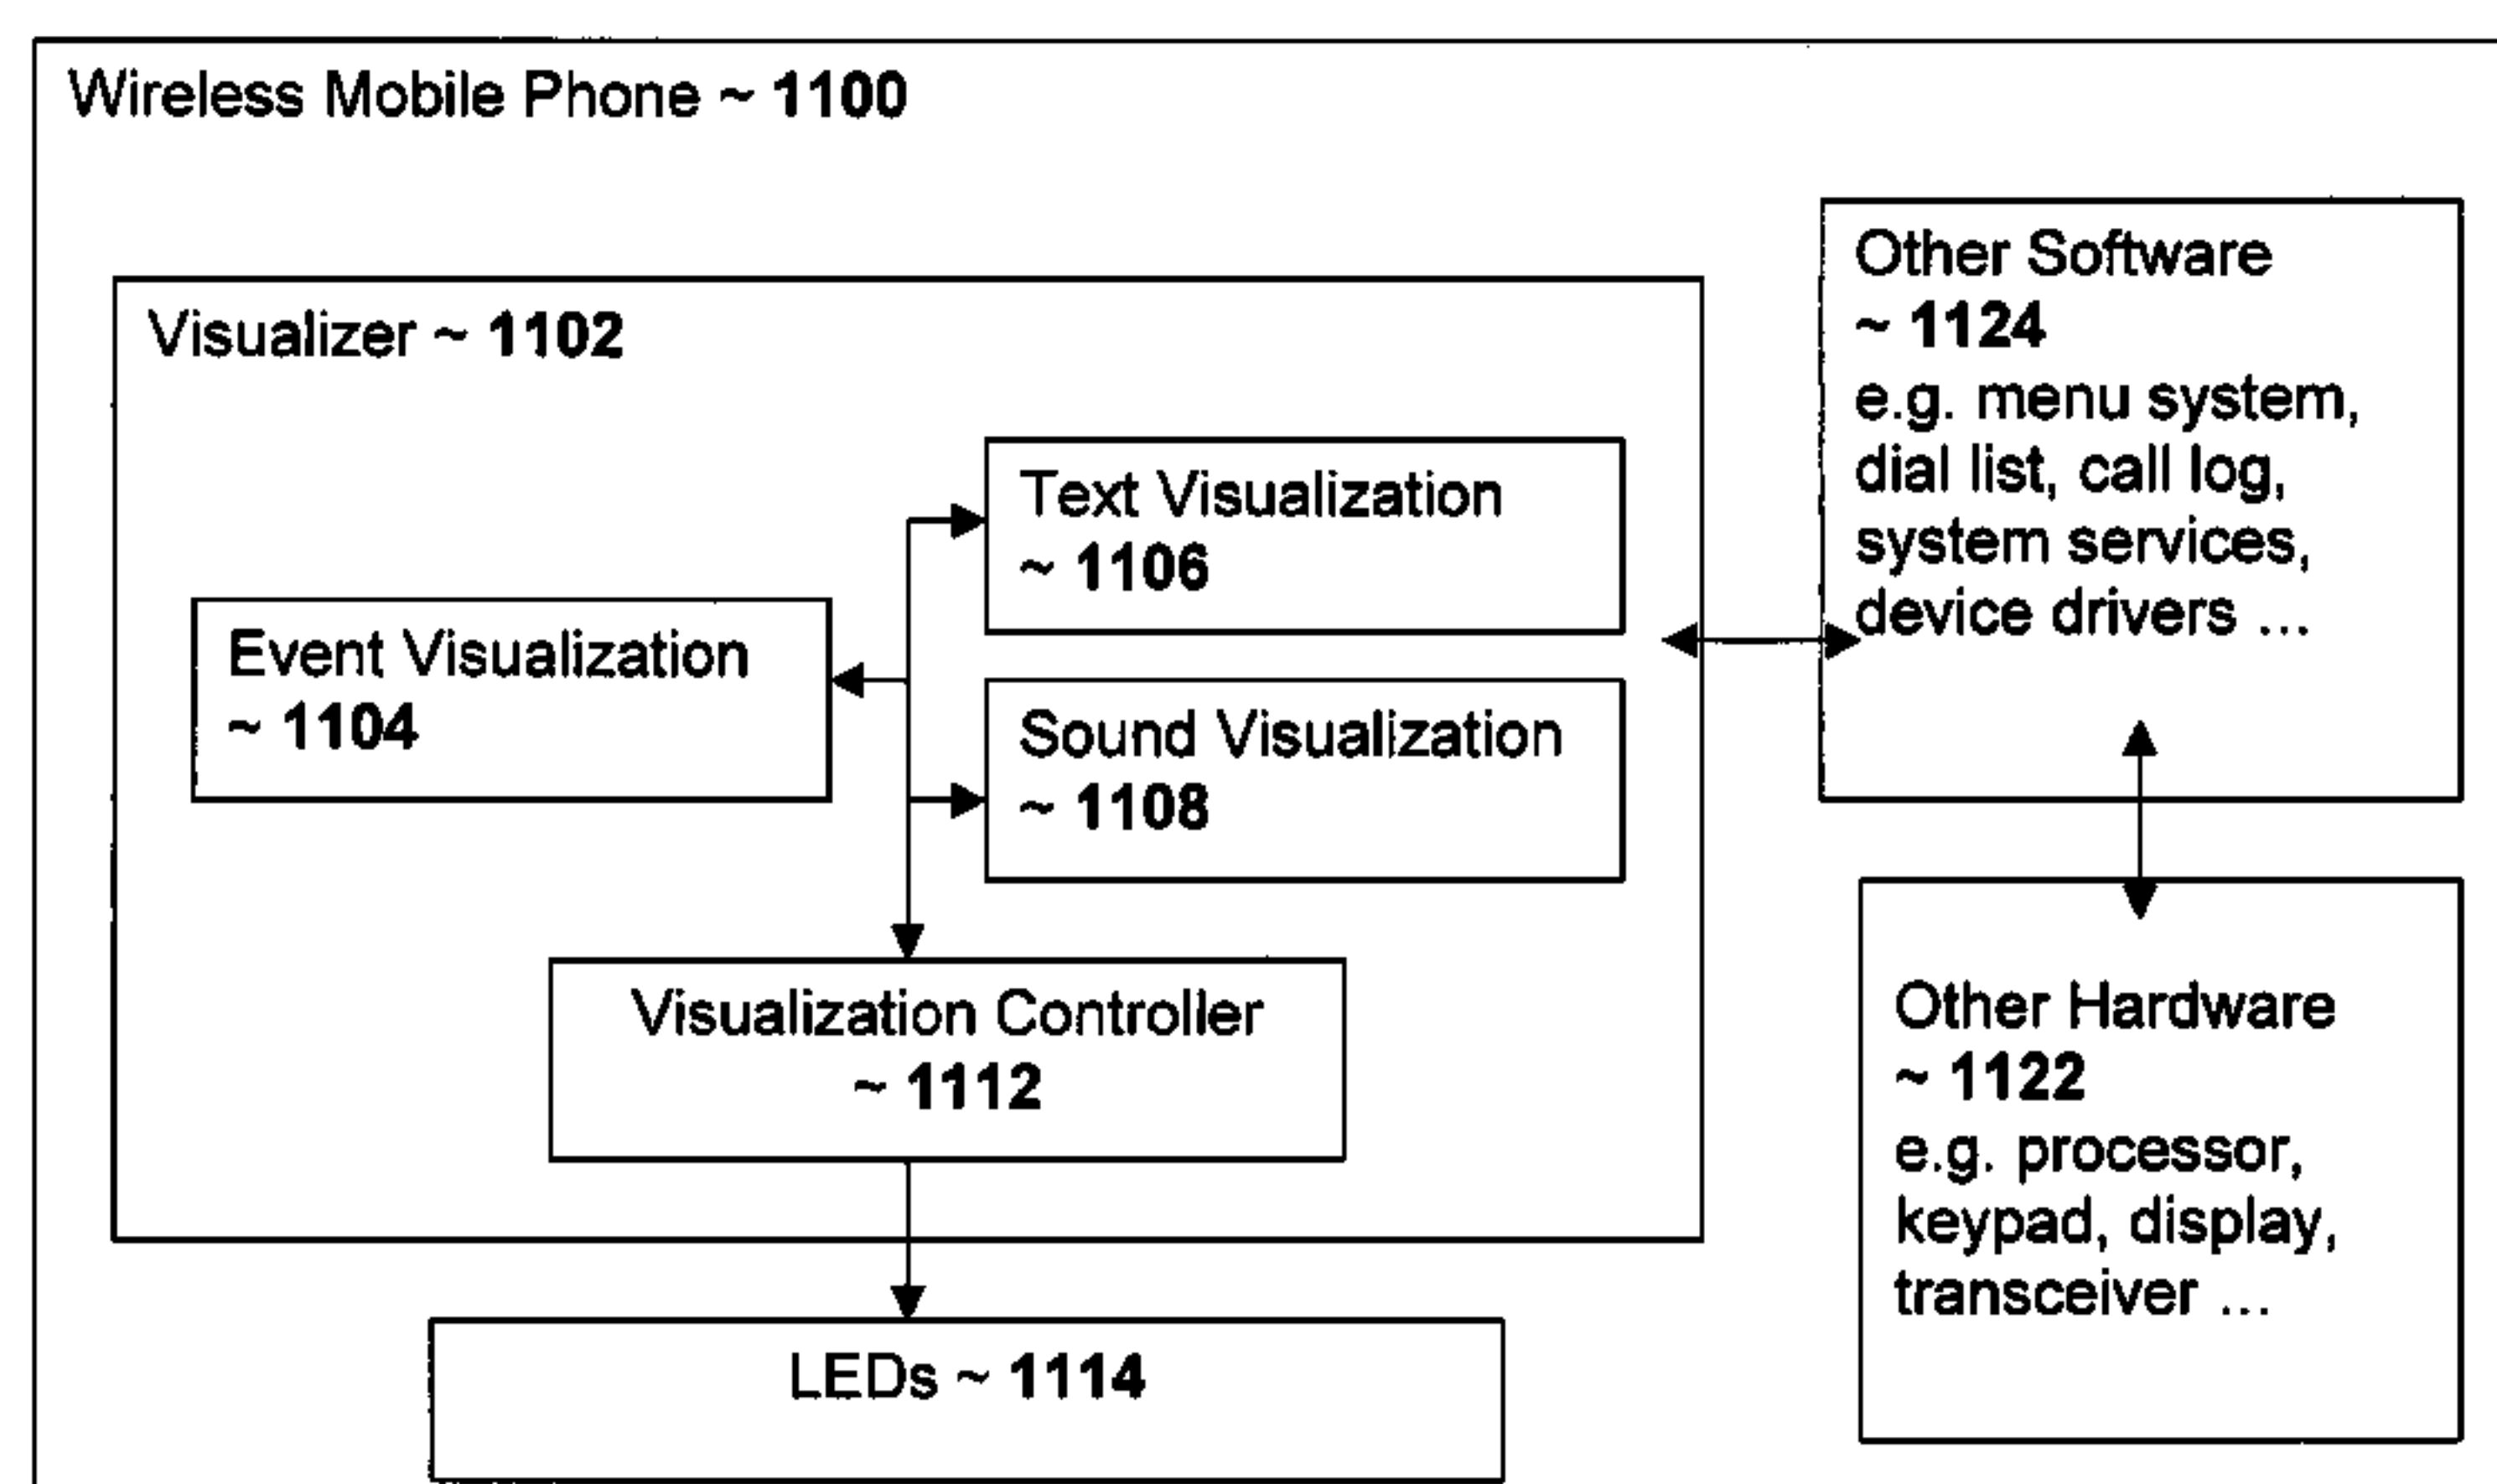 Wireless Mobile Phone ~ 1100
Visualizer ~ 1102
Text Visualization
~ 1106
Event Visualization
~ 1104
Sound Visualization
~ 1108
Visualization Controller
~ 1112
LEDs ~ 1114
Other Software
~ 1124
e.g. menu system,
dial list, call log,
system services,
device drivers ...
Other Hardware
~ 1122
e.g. processor,
keypad, display,
transceiver ...